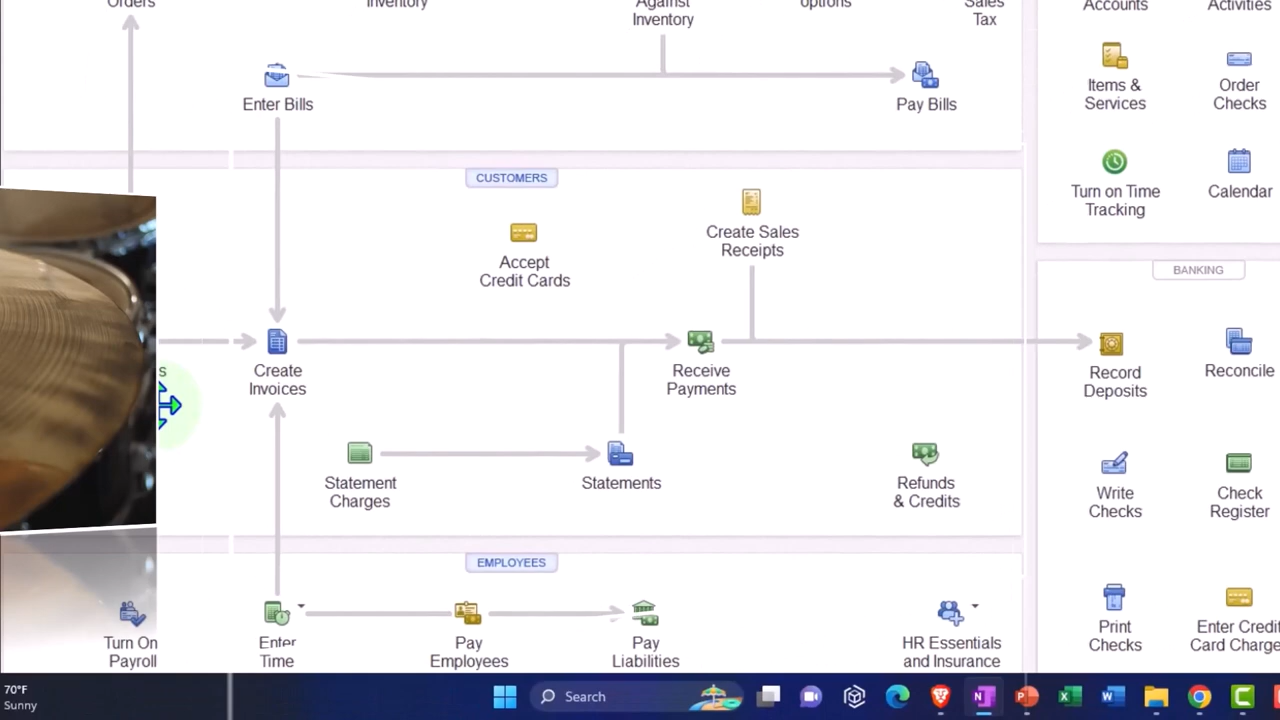 Orders
Inventory
Against
Inventory
options
Sales
Tax
Accounts
Activities
Enter Bills
Pay Bills
Items &
Services
Order
Checks
CUSTOMERS
Turn on Time
Tracking
Calendar
Create Sales
Receipts
Accept
Credit Cards
BANKING
s
Create
Invoices
Receive
Payments
Record
Deposits
Reconcile
Statement
Charges
Statements
Refunds
& Credits
Write
Checks
Check
Register
EMPLOYEES
Turn On
Payroll
Enter
Time
Pay
Employees
Pay
Liabilities
HR Essentials
and Insurance
Print
Checks
Enter Credit
Card Charge
70°F
Sunny
Search